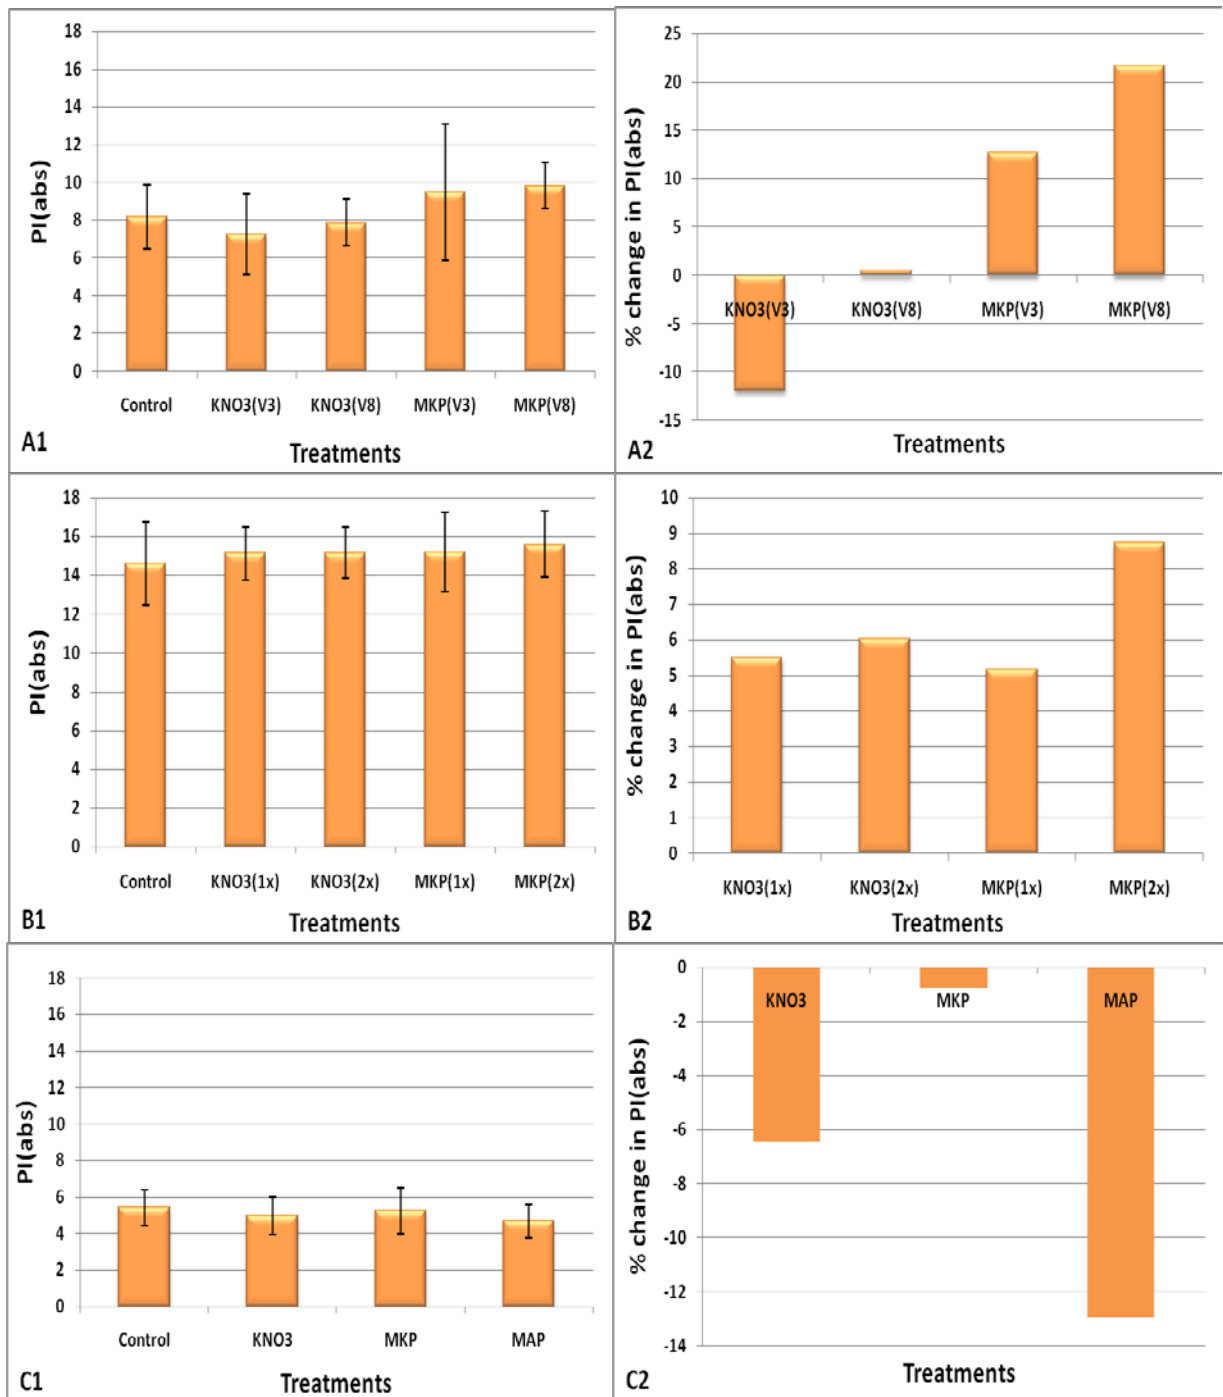 PI(abs)
18
16
14
12
10
8
6
4
2
0
Control KNO3(V3) KNO3(V8) MKP(V3) MKP(V8)
Treatments
A1
% change in PI(abs)
25
20
15
10
5
0
-5
-10
-15
KNO3(V3) KNO3(V8) MKP(V3) MKP(V8)
Treatments
A2
PI(abs)
18
16
14
12
10
8
6
4
2
0
Control KNO3(1x) KNO3(2x) MKP(1x) MKP(2x)
Treatments
B1
% change in PI(abs)
10
9
8
7
6
5
4
3
2
1
0
KNO3(1x) KNO3(2x) MKP(1x) MKP(2x)
Treatments
B2
PI(abs)
18
16
14
12
10
8
6
4
2
0
Control KNO3 MKP MAP
Treatments
C1
% change in PI(abs)
0
-2
-4
-6
-8
-10
-12
-14
KNO3 MKP MAP
Treatments
C2